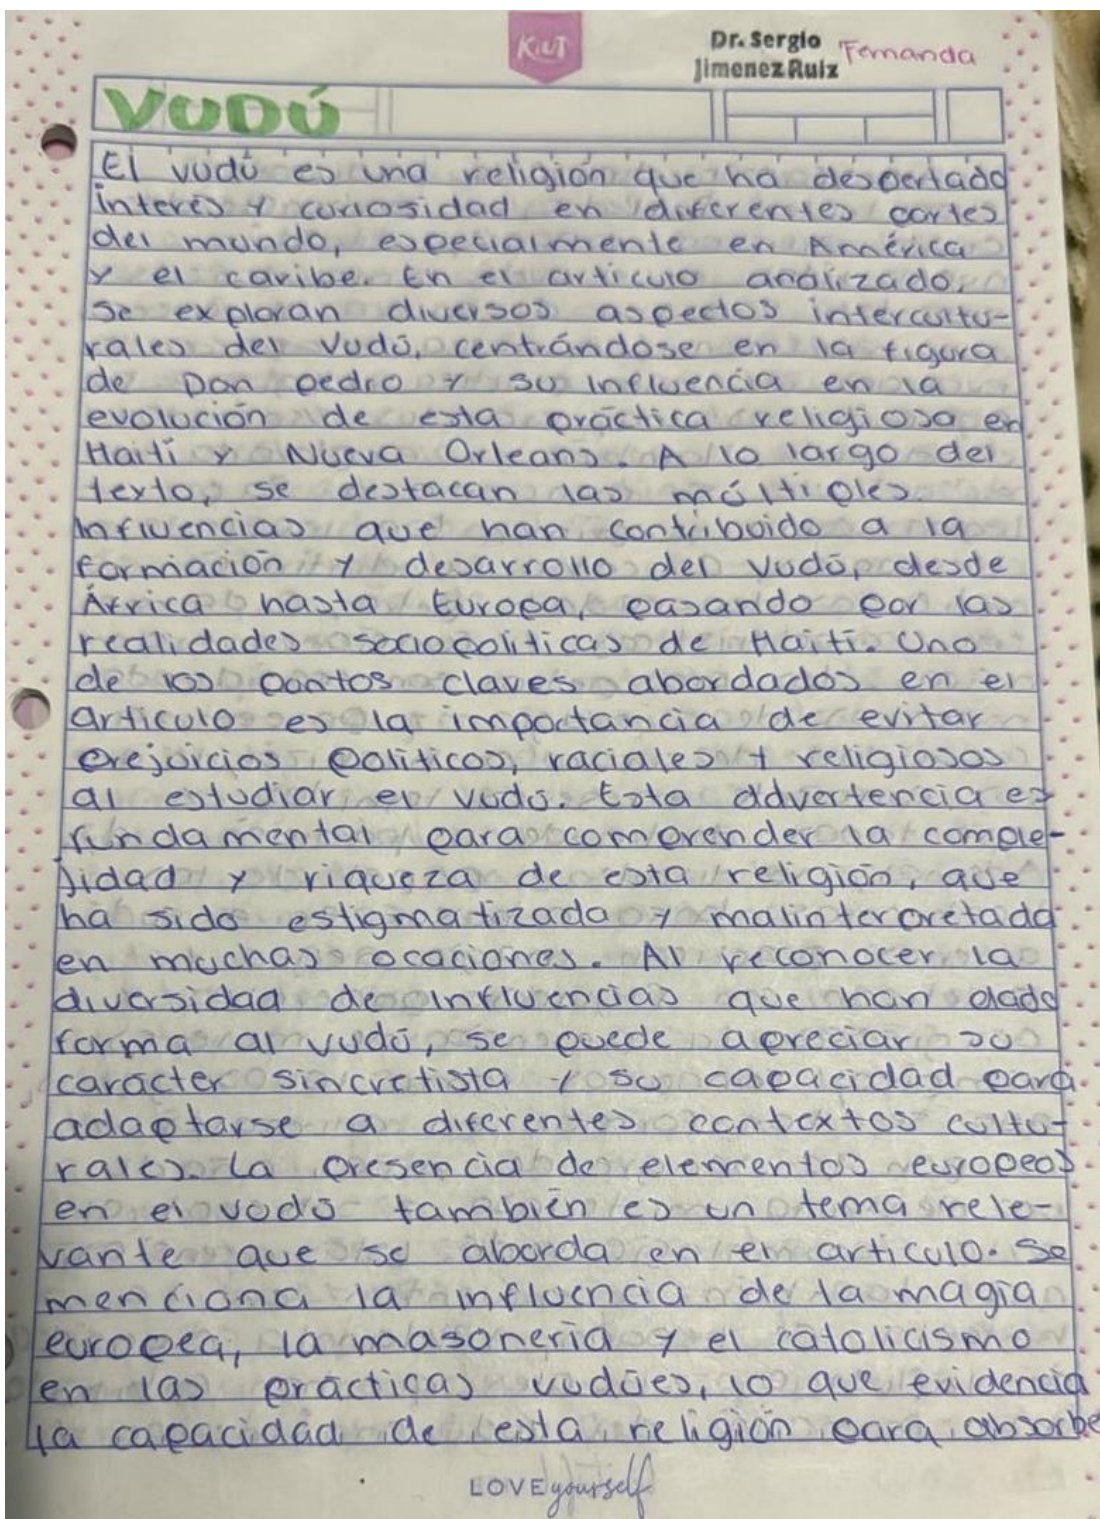 KIUT
Dr. Sergio
Jimenez Ruiz
Fernanda
VUDÚ
El vudú es una religión que ha despertado
interés y curiosidad en diferentes partes
del mundo, especialmente en América
y el caribe. En el articulo analizado,
se exploran diversos aspectos intercultu-
rales del Vudú, centrándose en la figura
de Don pedro y su influencia en la
evolución de esta práctica religiosa en
Haití y Nueva Orleans. A lo largo del
texto, se destacan las múltiples
influencias que han contribuido a la
formación y desarrollo del vudú, desde
África hasta Europa, pasando por las
realidades sociopoliticas de Haití. Uno
de los puntos claves abordados en el
articulo es la importancia de evitar
prejuicios políticos, raciales y religiosos
al estudiar el vudú. Esta advertencia es
fundamental para comprender la comple-
jidad y riqueza de esta religión, que
ha sido estigmatizada y malinterpretada
en muchas ocaciones. Al reconocer la
diversidad de influencias que han dado
forma al vudú, se puede apreciar su
carácter sincretista y su capacidad para
adaptarse a diferentes contextos cultu-
rales. La presencia de elementos europeos
en el vudú también es un tema rele-
vante que se aborda en el articulo. Se
menciona la influencia de la magia
europea, la masonería y el catolicismo
en las prácticas vudúes, lo que evidencia
la capacidad de esta religión para absorbe
LOVE yourself